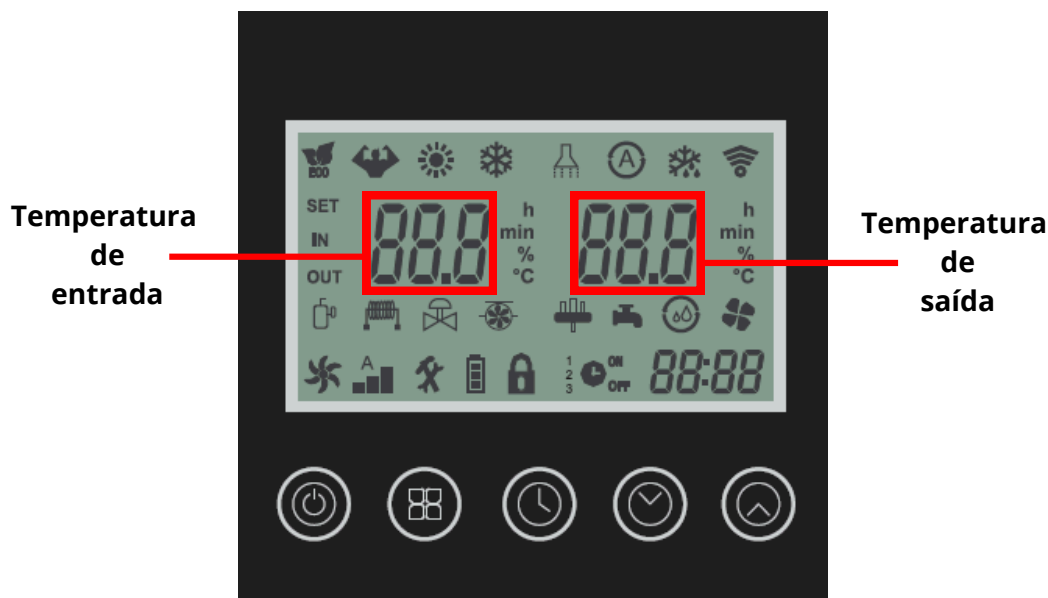 ECO
A
SET
IN
OUT
88.8
h
min
%
°C
88.8
h
min
%
°C
Temperatura
de
entrada
Temperatura
de
saída
A
1
2
3
ON
OFF
88:88